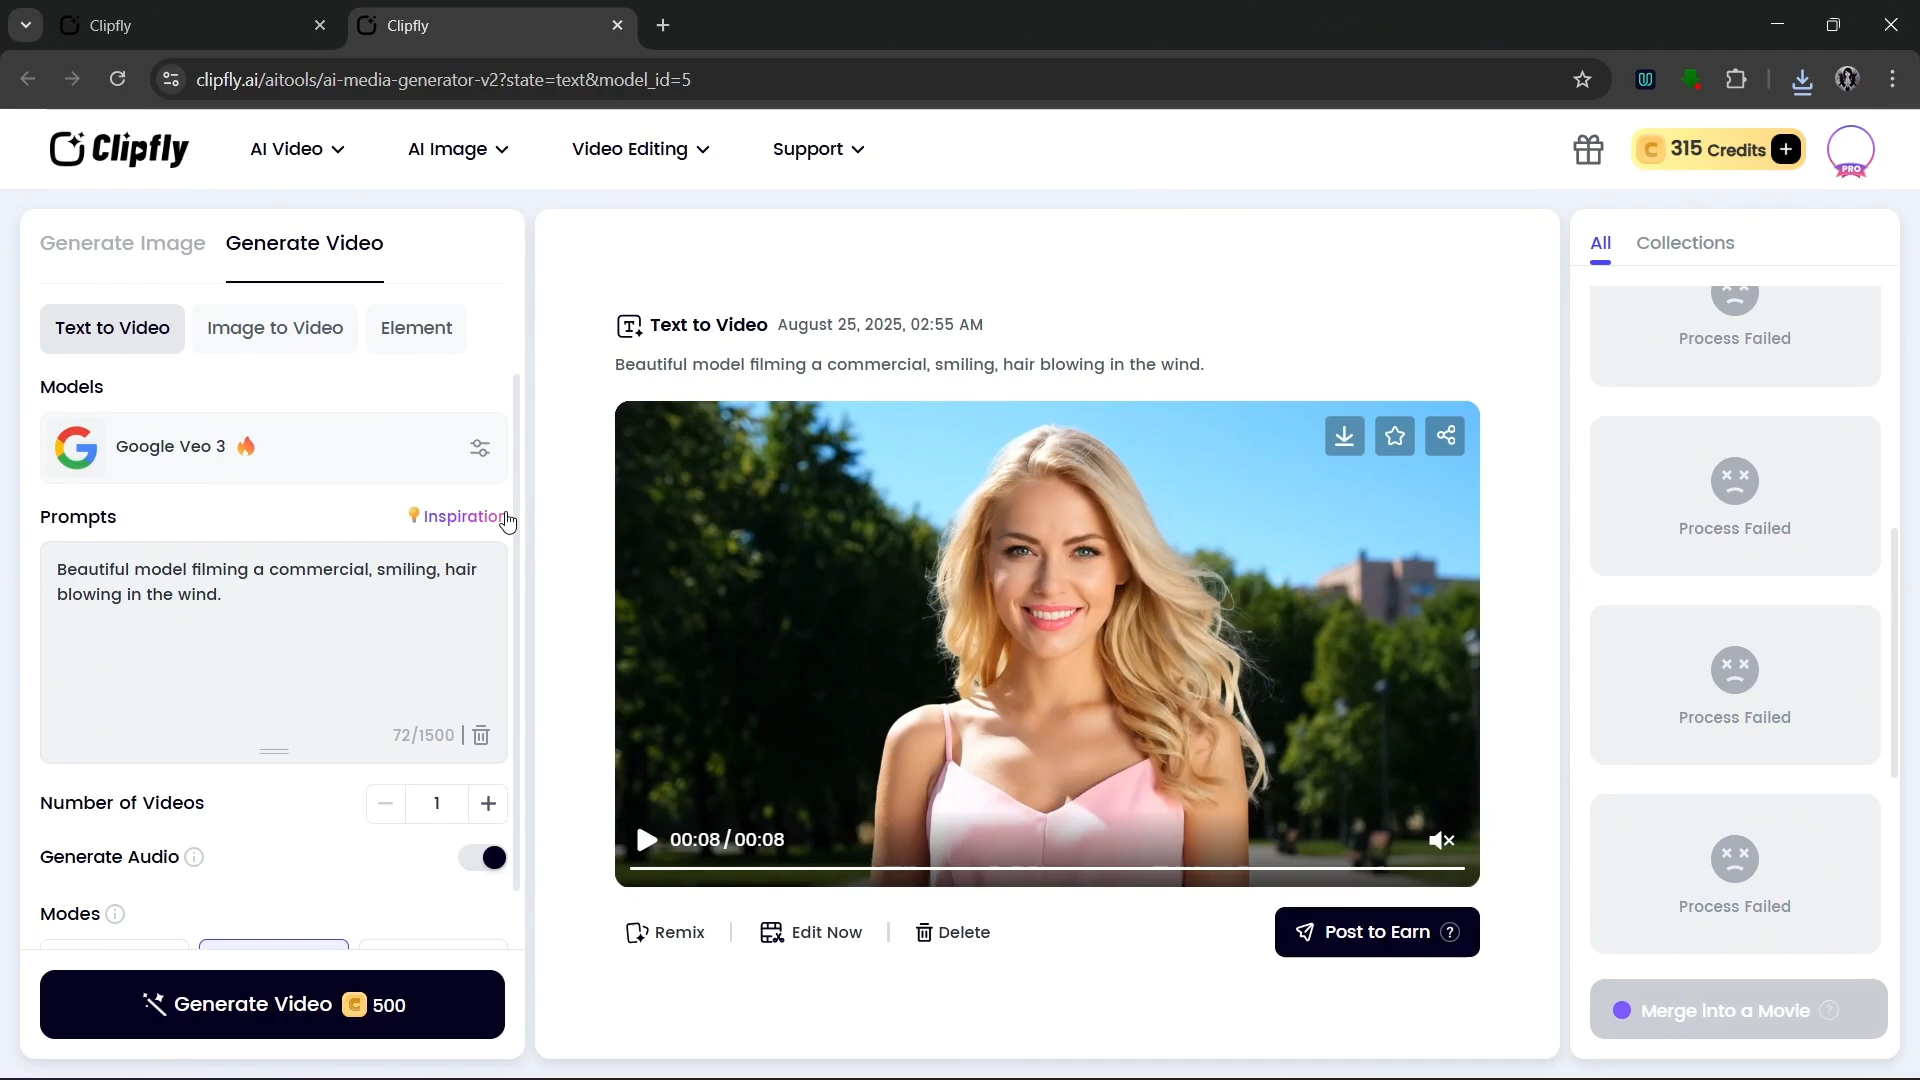 Clipfly
Clipfly
clipfly.ai/aitools/ai-media-generator-v2?state=text&model_id=5
Clipfly
AI Video
AI Image
Video Editing
Support
315 Credits
PRO
Generate Image
Generate Video
Text to Video
Image to Video
Element
Models
Google Veo 3
Prompts
Inspiration
Beautiful model filming a commercial, smiling, hair
blowing in the wind.
72/1500
Number of Videos
1
Generate Audio
Modes
Generate Video C 500
Text to Video August 25, 2025, 02:55 AM
Beautiful model filming a commercial, smiling, hair blowing in the wind.
00:08 / 00:08
Remix
Edit Now
Delete
Post to Earn ?
All
Collections
Process Failed
Process Failed
Process Failed
Process Failed
Merge into a Movie ?